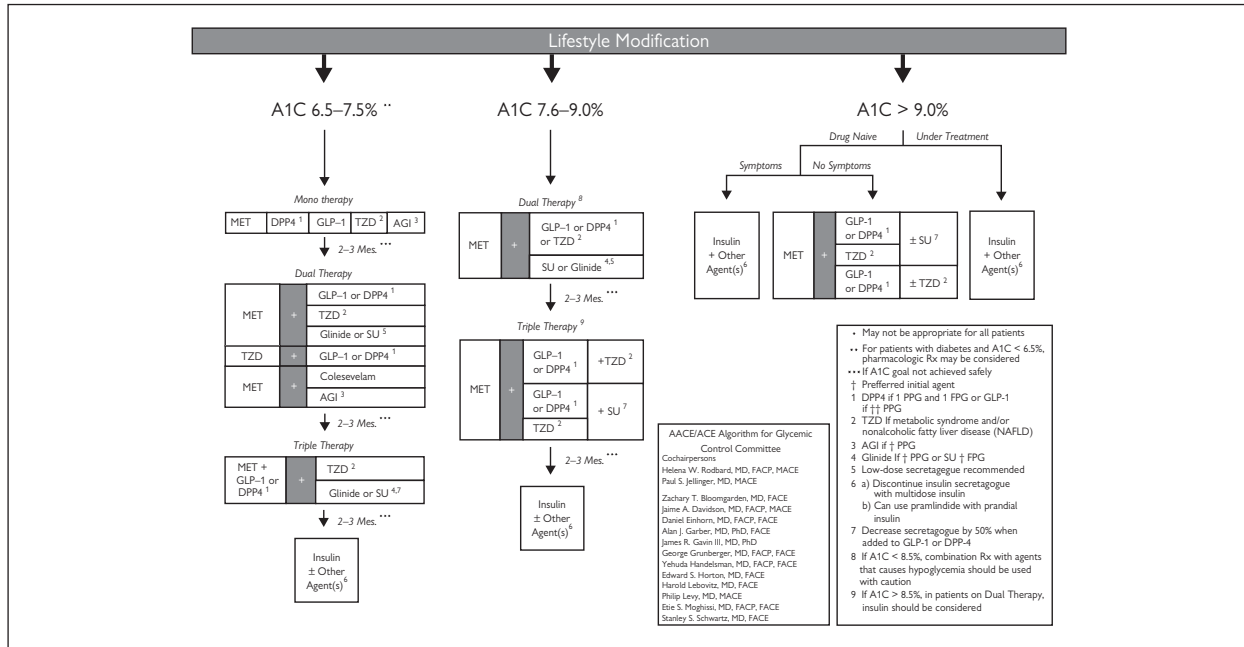 Lifestyle Modification
A1C 6.5–7.5% ••
Mono therapy
MET DPP4 1 GLP–1 TZD 2 AGI 3
2–3 Mes. •••
Dual Therapy
MET + GLP–1 or DPP4 1
TZD 2
Glinide or SU 5
TZD + GLP–1 or DPP4 1
MET + Colesevelam
AGI 3
2–3 Mes. •••
Triple Therapy
MET +
GLP–1 or
DPP4 1
+
TZD 2
Glinide or SU 4,7
2–3 Mes. •••
Insulin
± Other
Agent(s)6
A1C 7.6–9.0%
Dual Therapy 8
MET +
GLP–1 or DPP4 1
or TZD 2
SU or Glinide 4,5
2–3 Mes. •••
Triple Therapy 9
MET +
GLP–1
or DPP4 1
+TZD 2
GLP–1
or DPP4 1
TZD 2
+ SU 7
2–3 Mes. •••
Insulin
± Other
Agent(s)6
A1C > 9.0%
Drug Naive Under Treatment
Symptoms No Symptoms
Insulin
+ Other
Agent(s)6
MET +
GLP-1
or DPP4 1
TZD 2
± SU 7
GLP-1
or DPP4 1
± TZD 2
Insulin
+ Other
Agent(s)6
AACE/ACE Algorithm for Glycemic
Control Committee
Cochairpersons
Helena W. Rodbard, MD, FACP, MACE
Paul S. Jellinger, MD, MACE
Zachary T. Bloomgarden, MD, FACE
Jaime A. Davidson, MD, FACP, MACE
Daniel Einhorn, MD, FACP, FACE
Alan J. Garber, MD, PhD, FACE
James R. Gavin III, MD, PhD
George Grunberger, MD, FACP, FACE
Yehuda Handelsman, MD, FACP, FACE
Edward S. Horton, MD, FACE
Harold Lebovitz, MD, FACE
Philip Levy, MD, MACE
Etie S. Moghissi, MD, FACP, FACE
Stanley S. Schwartz, MD, FACE
• May not be appropriate for all patients
•• For patients with diabetes and A1C < 6.5%,
pharmacologic Rx may be considered
••• If A1C goal not achieved safely
† Prefferred initial agent
1 DPP4 if 1 PPG and 1 FPG or GLP-1
if †† PPG
2 TZD If metabolic syndrome and/or
nonalcoholic fatty liver disease (NAFLD)
3 AGI if † PPG
4 Glinide If † PPG or SU † FPG
5 Low-dose secretagegue recommended
6 a) Discontinue insulin secretagogue
with multidose insulin
b) Can use pramlindide with prandial
insulin
7 Decrease secretagogue by 50% when
added to GLP-1 or DPP-4
8 If A1C < 8.5%, combination Rx with agents
that causes hypoglycemia should be used
with caution
9 If A1C > 8.5%, in patients on Dual Therapy,
insulin should be considered